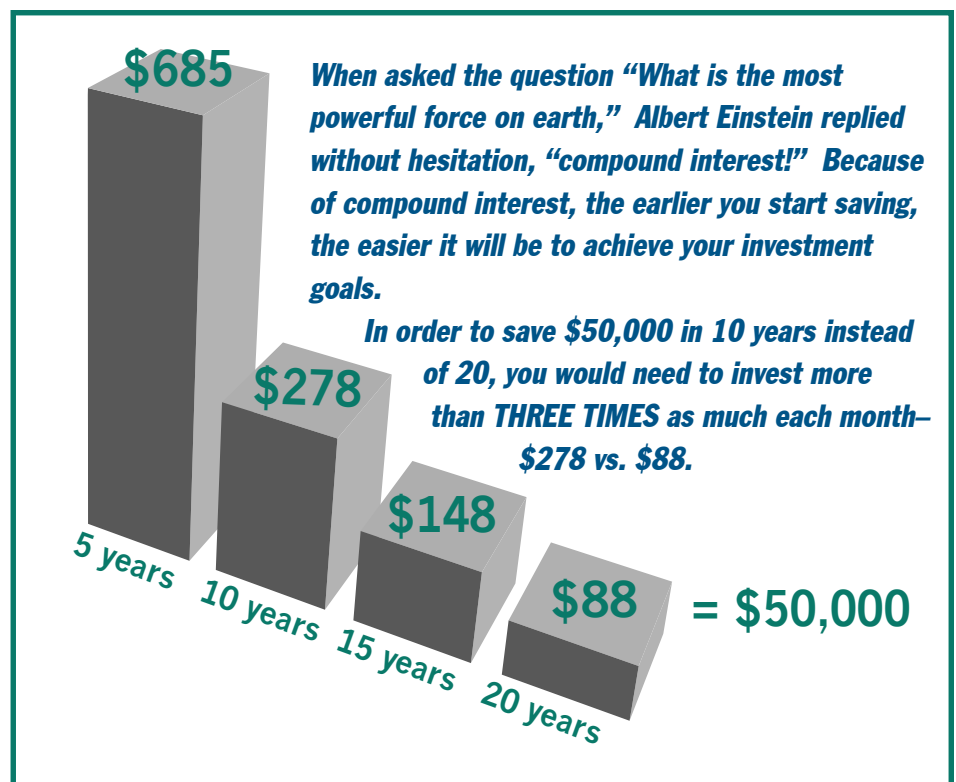 $685
When asked the question “What is the most
powerful force on earth,” Albert Einstein replied
without hesitation, “compound interest!” Because
of compound interest, the earlier you start saving,
the easier it will be to achieve your investment
goals.
In order to save $50,000 in 10 years instead
of 20, you would need to invest more
than THREE TIMES as much each month–
$278 vs. $88.
$278
$148
$88
= $50,000
5 years
10 years
15 years
20 years